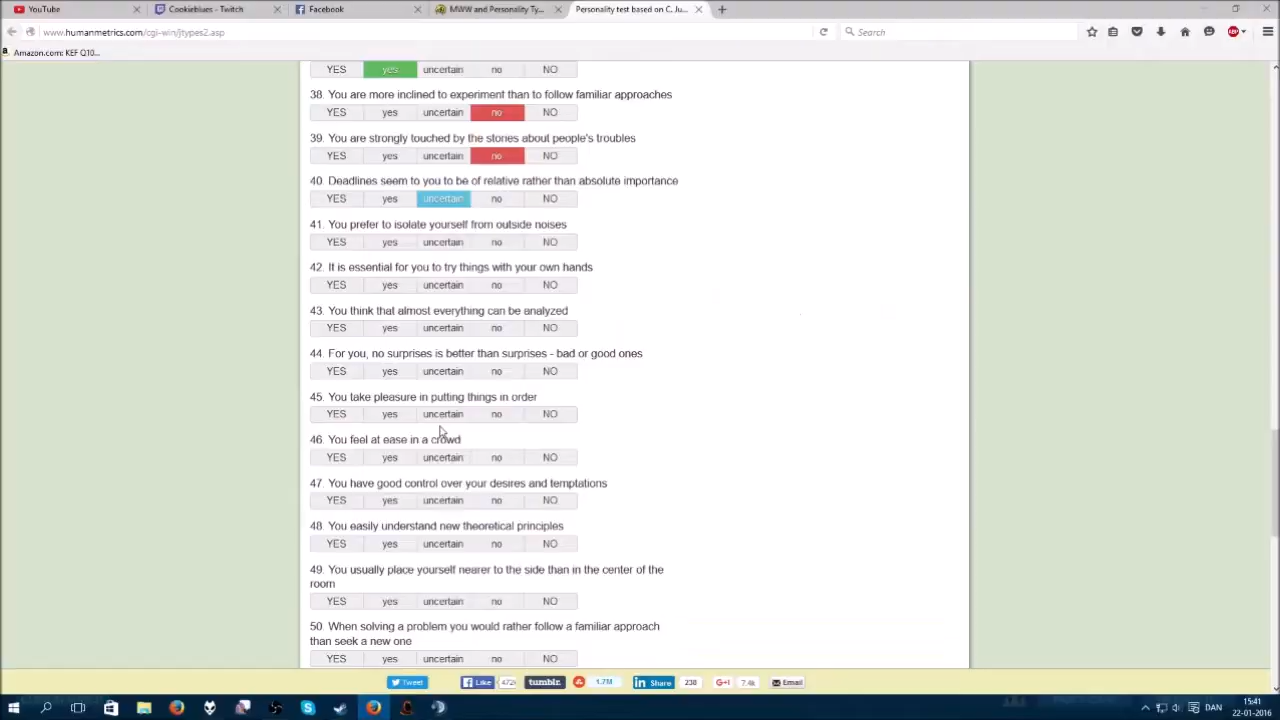 YouTube
Cookieblues - Twitch
Facebook
MWW and Personality Ty...
Personality test based on C. Ju...
www.humanmetrics.com/cgi-win/jtypes2.asp
Search
Amazon.com: KEF Q10...
YES yes uncertain no NO
38. You are more inclined to experiment than to follow familiar approaches
YES yes uncertain no NO
39. You are strongly touched by the stories about people's troubles
YES yes uncertain no NO
40. Deadlines seem to you to be of relative rather than absolute importance
YES yes uncertain no NO
41. You prefer to isolate yourself from outside noises
YES yes uncertain no NO
42. It is essential for you to try things with your own hands
YES yes uncertain no NO
43. You think that almost everything can be analyzed
YES yes uncertain no NO
44. For you, no surprises is better than surprises - bad or good ones
YES yes uncertain no NO
45. You take pleasure in putting things in order
YES yes uncertain no NO
46. You feel at ease in a crowd
YES yes uncertain no NO
47. You have good control over your desires and temptations
YES yes uncertain no NO
48. You easily understand new theoretical principles
YES yes uncertain no NO
49. You usually place yourself nearer to the side than in the center of the
room
YES yes uncertain no NO
50. When solving a problem you would rather follow a familiar approach
than seek a new one
YES yes uncertain no NO
Tweet
Like
tumblr.
1.7M
Share
238
G+1
7.4k
Email
DAN
15:41
22-01-2016